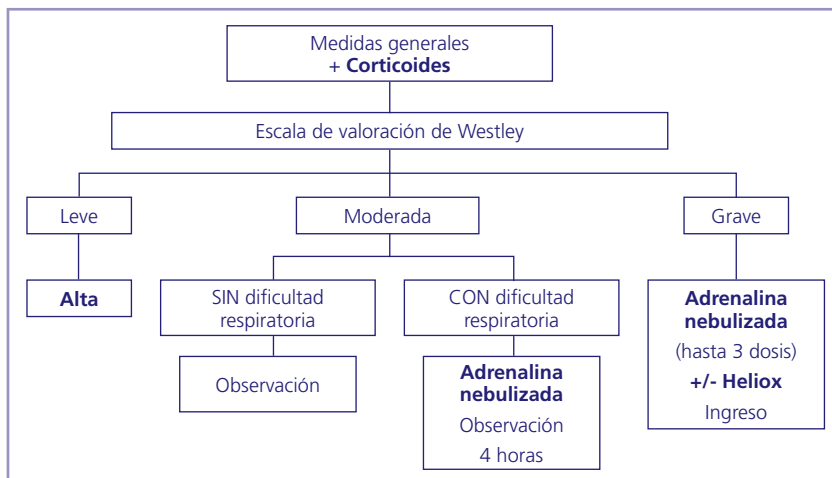 Medidas generales
+ Corticoides
Escala de valoración de Westley
Leve
Moderada
Grave
Alta
SIN dificultad
respiratoria
CON dificultad
respiratoria
Observación
Adrenalina
nebulizada
Observación
4 horas
Adrenalina
nebulizada
(hasta 3 dosis)
+/- Heliox
Ingreso